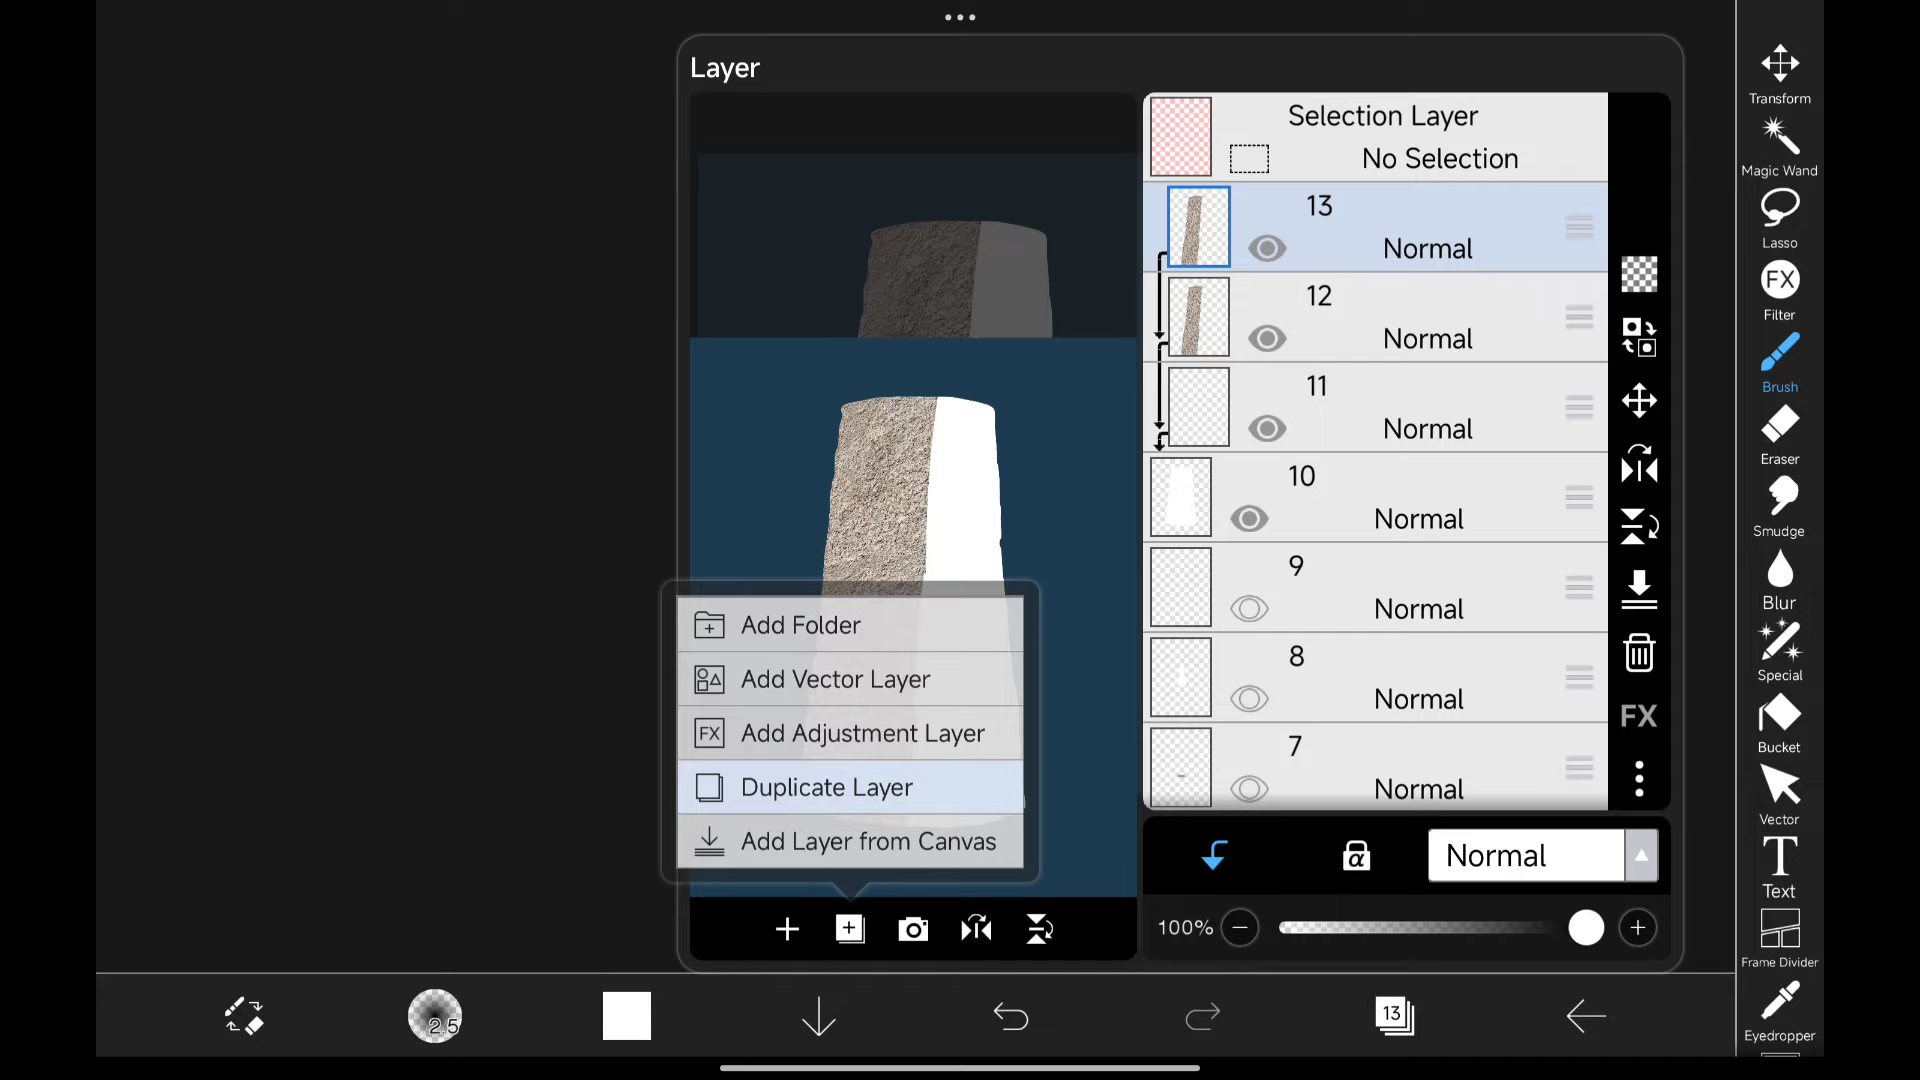 Layer
Selection Layer
No Selection
13
Normal
12
Normal
11
Normal
10
Normal
9
Normal
8
Normal
7
Normal
Add Folder
Add Vector Layer
FX Add Adjustment Layer
Duplicate Layer
Add Layer from Canvas
FX
α
Normal
100%
2.5
13
Transform
Magic Wand
Lasso
FX
Filter
Brush
Eraser
Smudge
Blur
Special
Bucket
Vector
T
Text
Frame Divider
Eyedropper